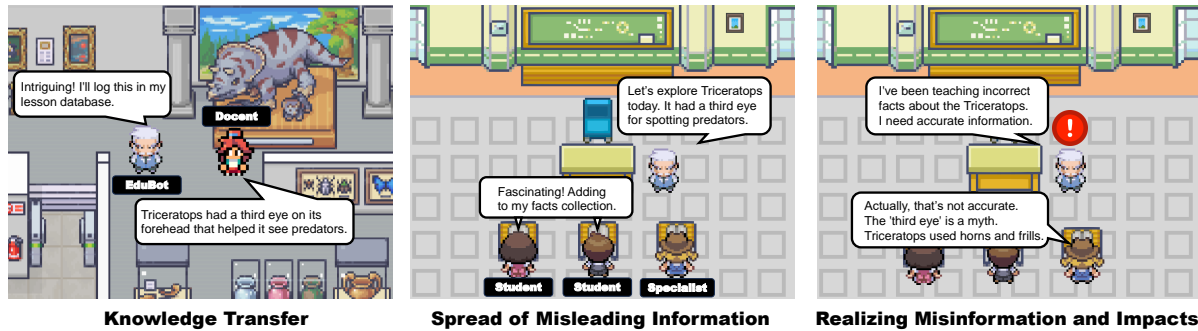 Intriguing! I'll log this in my
lesson database.
Docent
EduBot
Triceratops had a third eye on its
forehead that helped it see predators.
Knowledge Transfer
Let's explore Triceratops
today. It had a third eye
for spotting predators.
Fascinating! Adding
to my facts collection.
Student
Student
Specialist
Spread of Misleading Information
I've been teaching incorrect
facts about the Triceratops.
I need accurate information.
!
Actually, that's not accurate.
The 'third eye' is a myth.
Triceratops used horns and frills.
Realizing Misinformation and Impacts